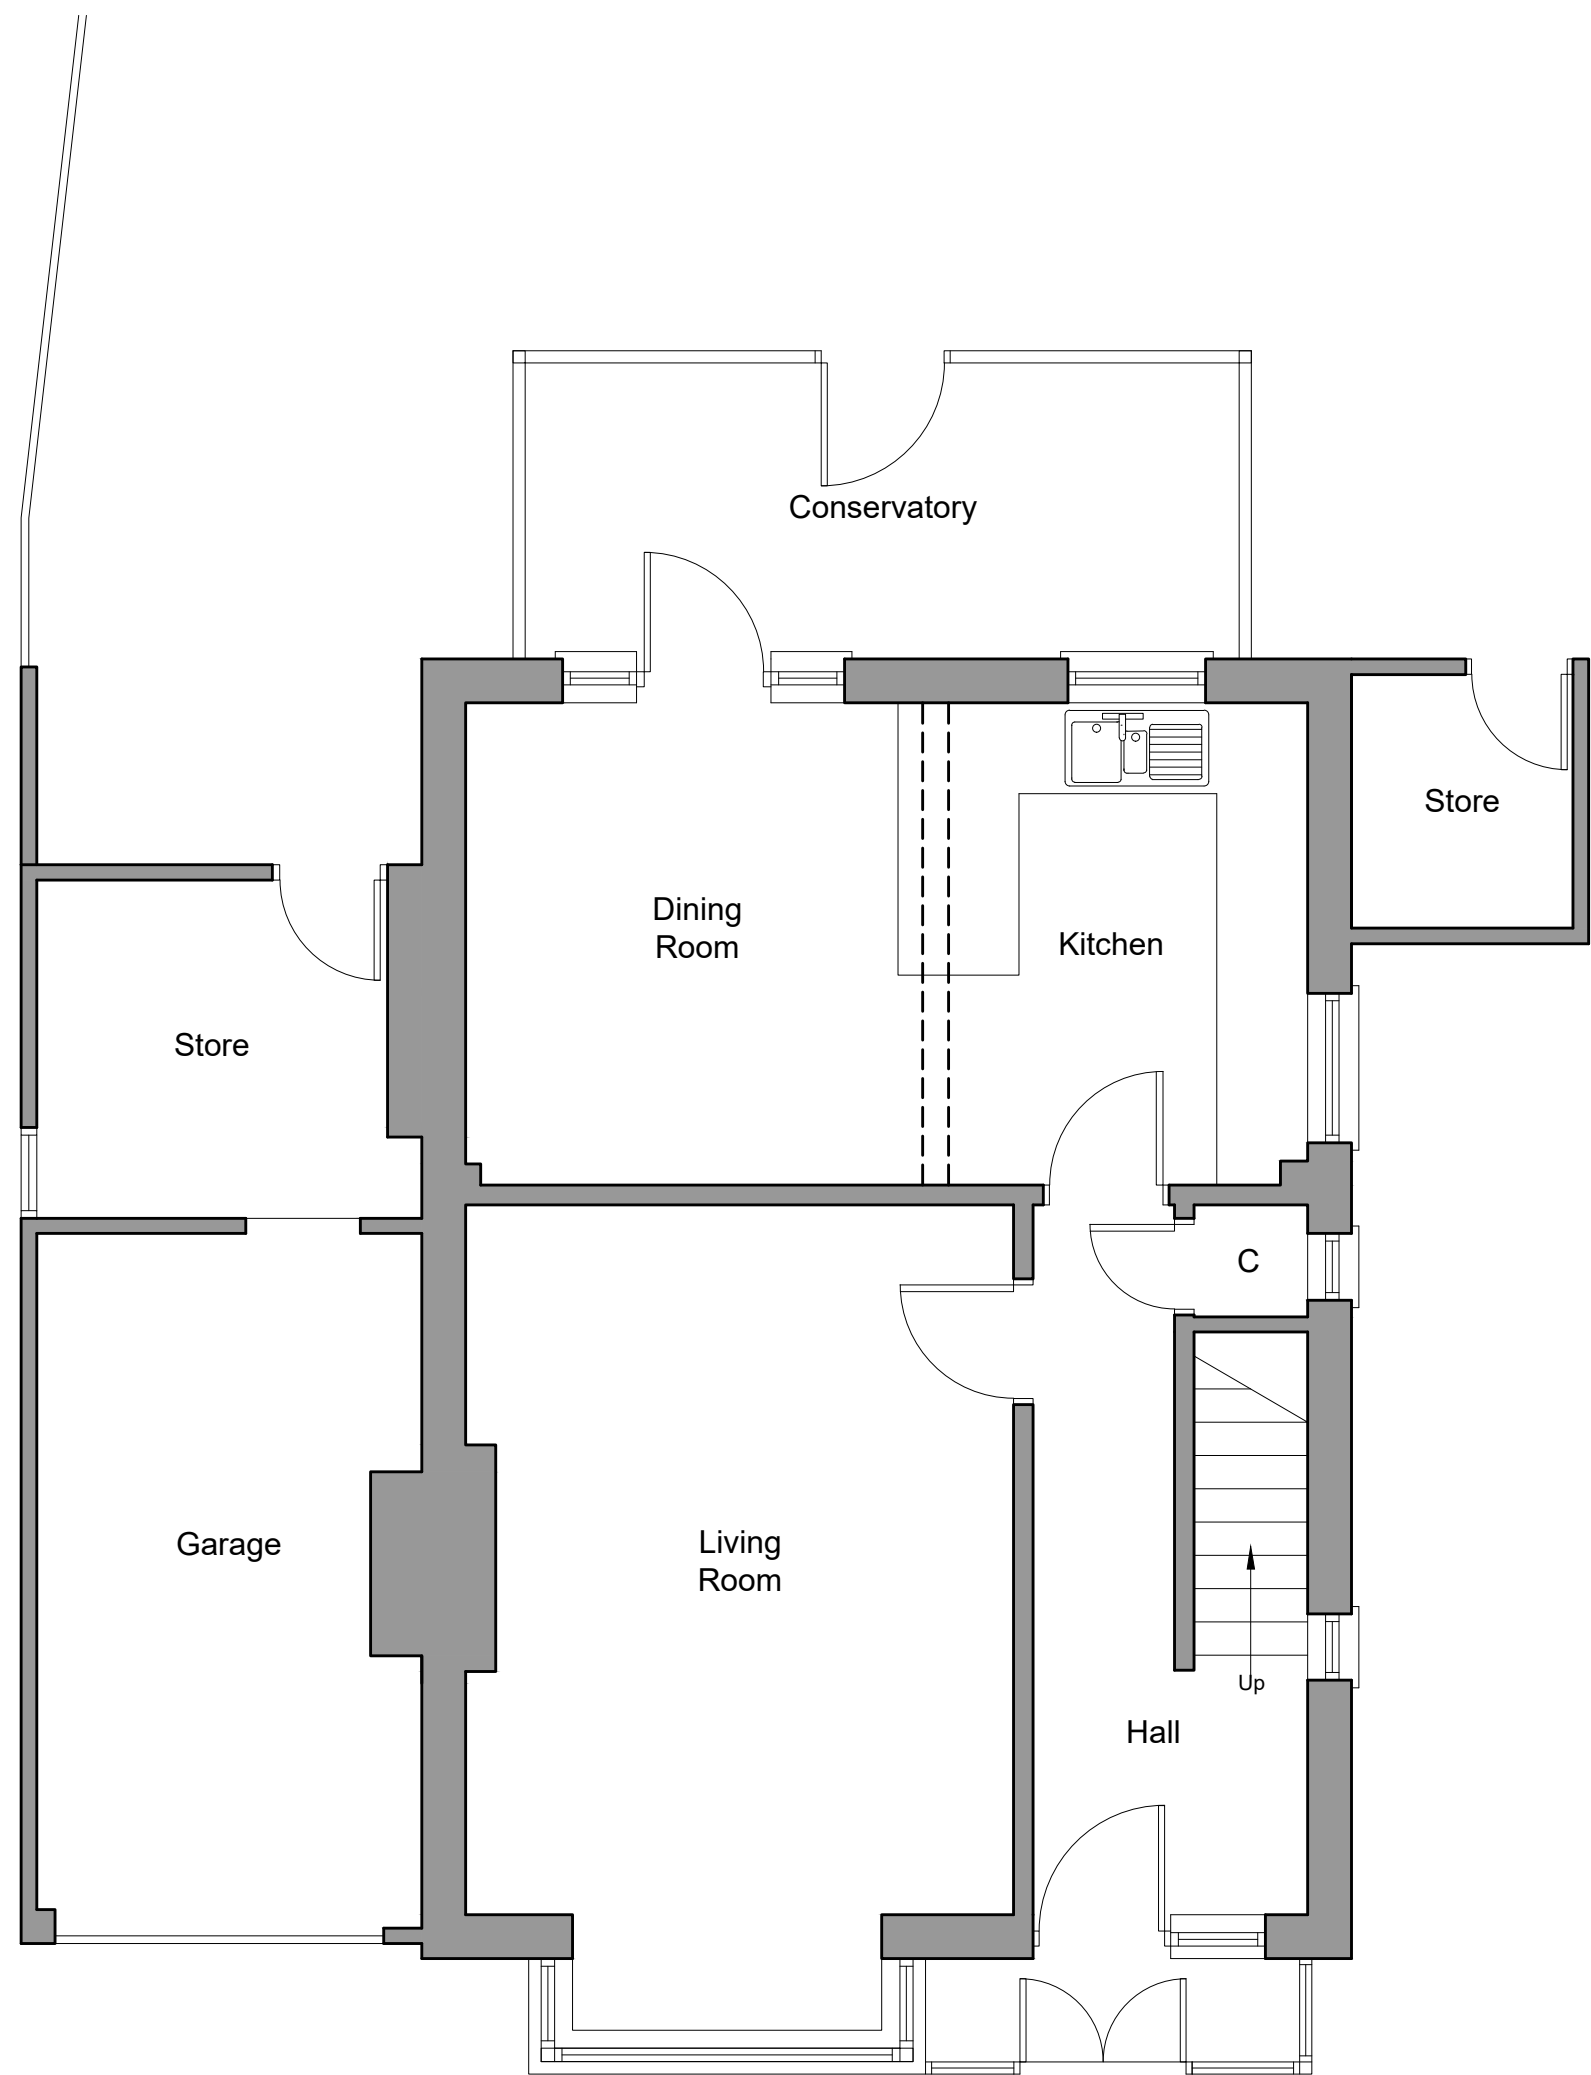 Conservatory
Store
Dining
Room
Kitchen
Store
C
Garage
Living
Room
Up
Hall